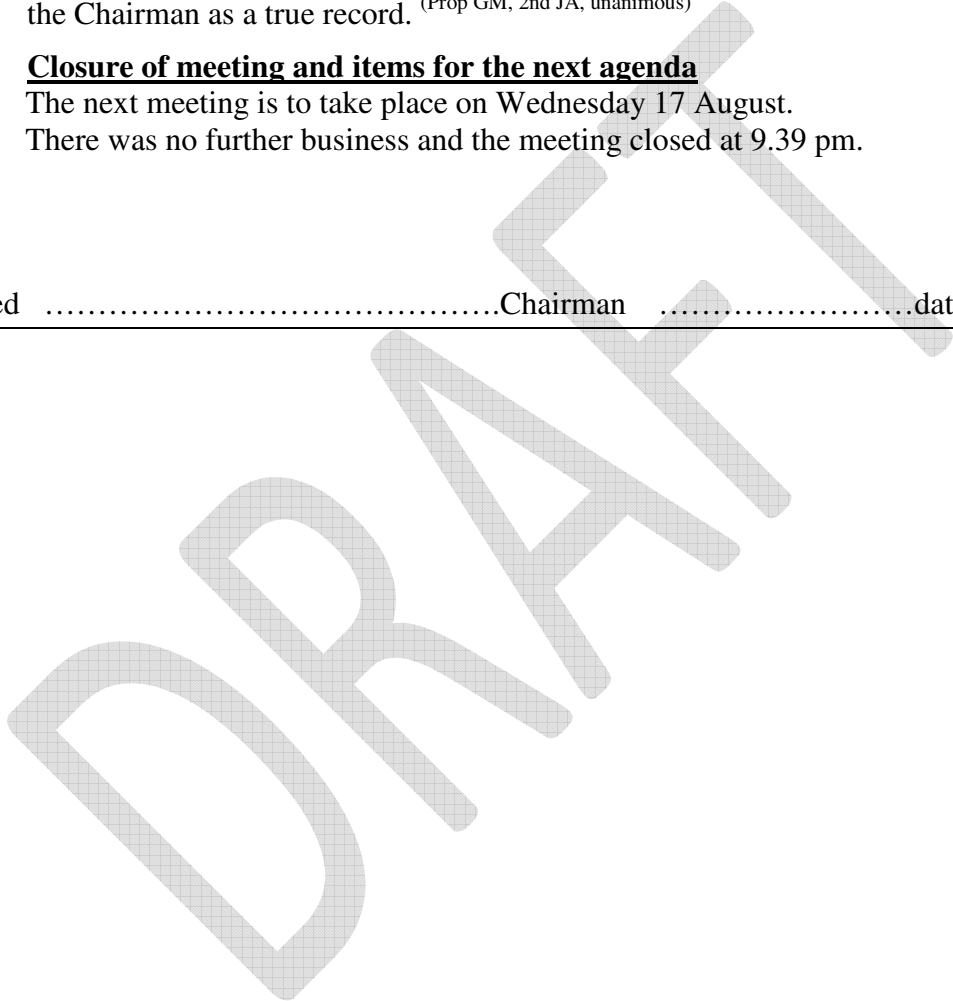 the Chairman as a true record. (Prop GM, 2nd JA, unanimous)
Closure of meeting and items for the next agenda
The next meeting is to take place on Wednesday 17 August.
There was no further business and the meeting closed at 9.39 pm.
ed …………………………………….Chairman ……………………dat
DRAFT